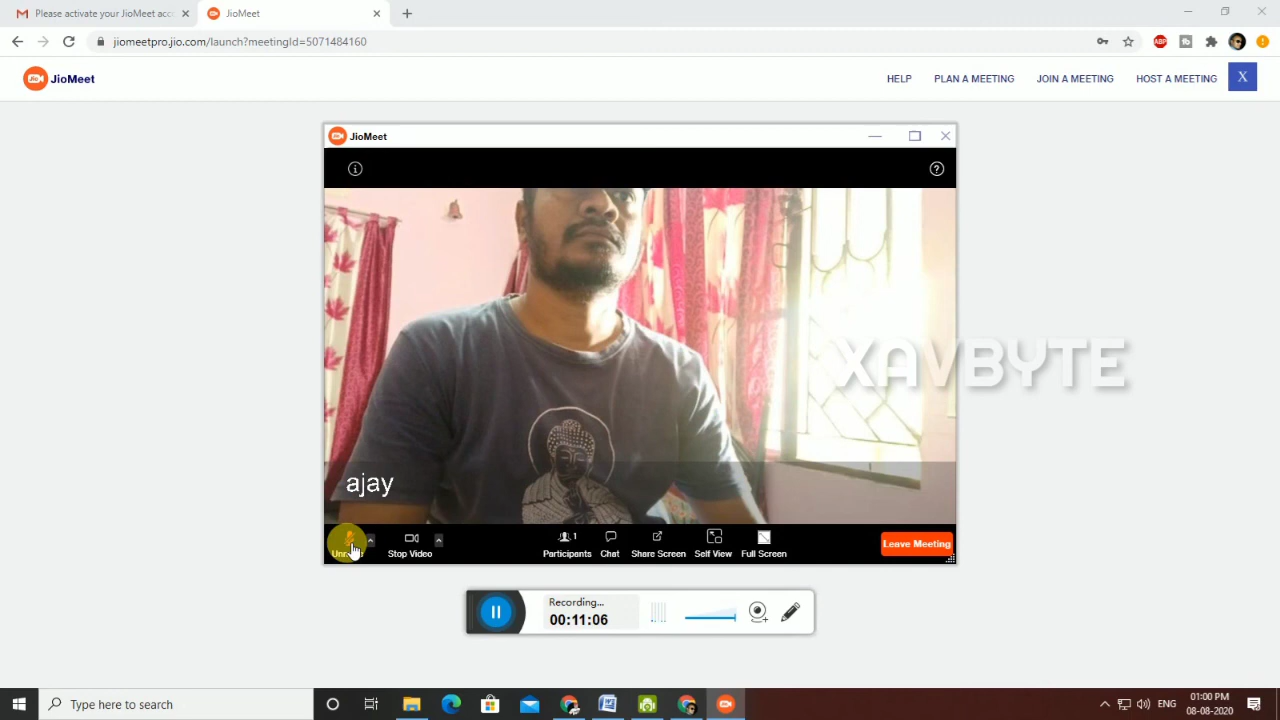 Please activate your JioMeet acc
JioMeet
jiomeetpro.jio.com/launch?meetingId=5071484160
ABP
JioMeet
HELP
PLAN A MEETING
JOIN A MEETING
HOST A MEETING
X
JioMeet
XAVBYTE
ajay
Stop Video
1
Participants
Chat
Share Screen
Self View
Full Screen
Leave Meeting
Recording...
00:11:06
Type here to search
ENG
01:00 PM
08-08-2020